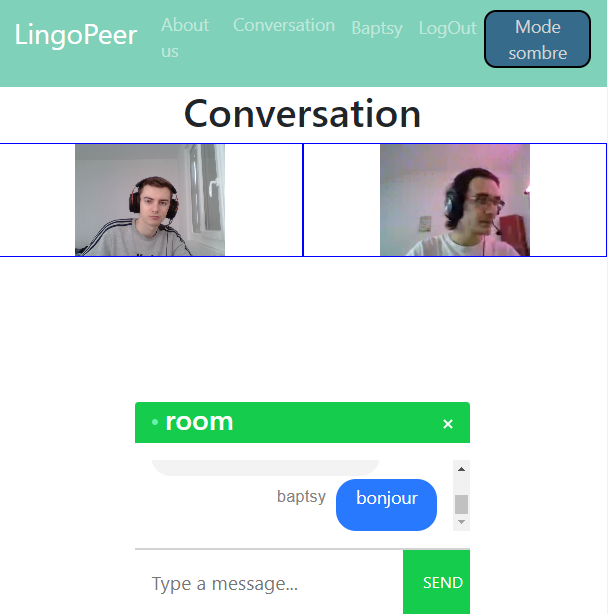 LingoPeer
About
us
Conversation
Baptsy
LogOut
Mode
sombre
Conversation
room
×
baptsy
bonjour
Type a message...
SEND